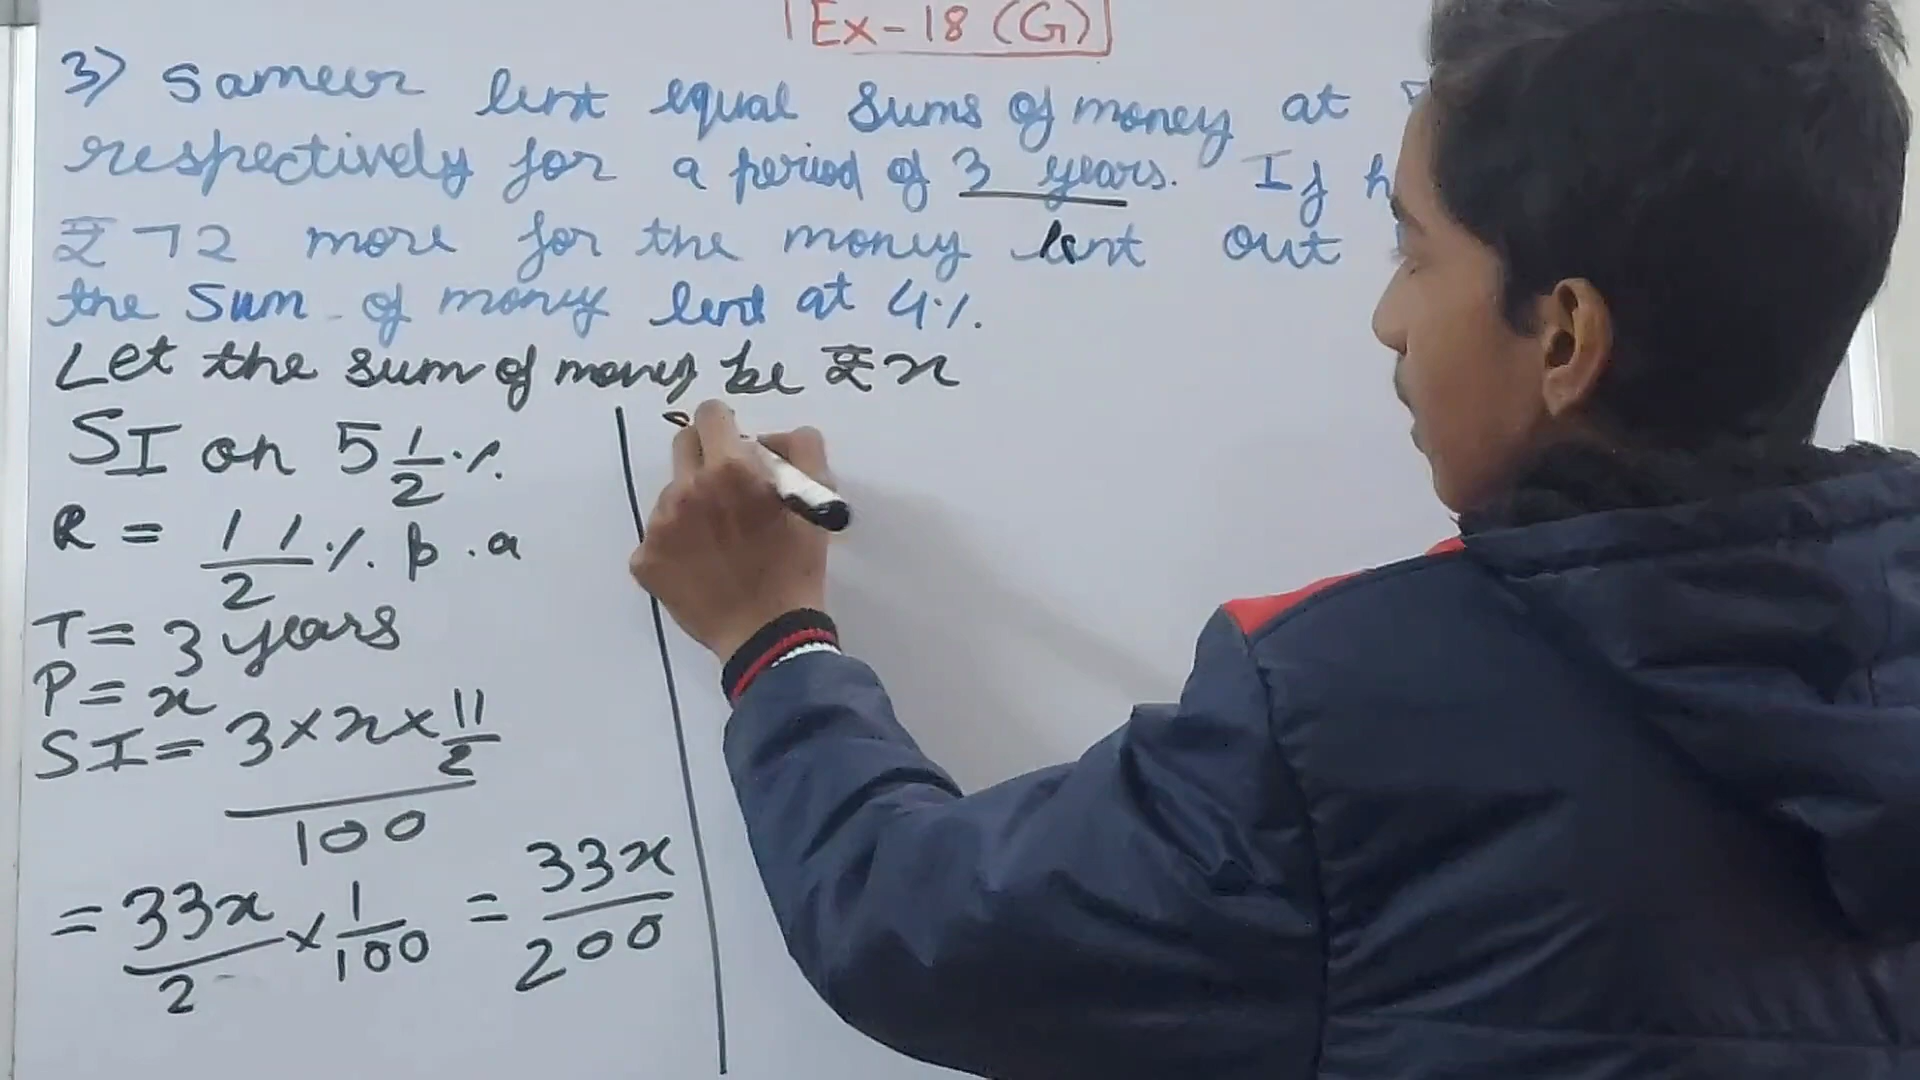 Ex-18 (G)
3) Sameer lent equal sums of money at
respectively for a period of 3 years. If
₹ 72 more for the money lent out
the sum of money lent at 4%.
Let the sum of money be ₹ x
SI on 5 1/2 %
R = 11/2 % p.a
T = 3 years
P = x
SI = 3 × x × 11/2
100
= 33x/2 × 1/100 = 33x/200